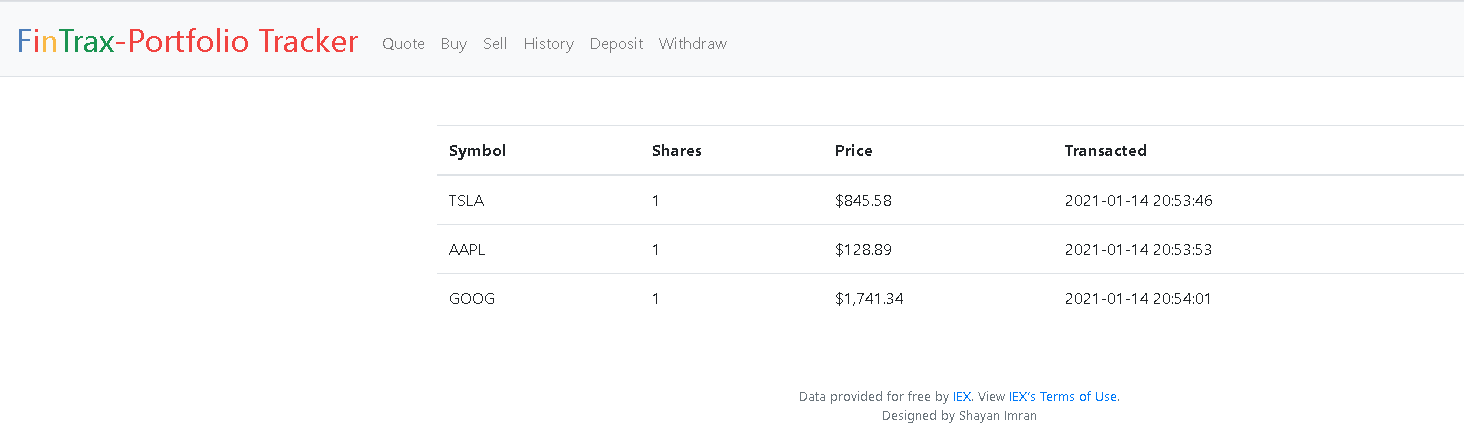 FinTrax-Portfolio Tracker Quote Buy Sell History Deposit Withdraw
Symbol Shares Price Transacted
TSLA 1 $845.58 2021-01-14 20:53:46
AAPL 1 $128.89 2021-01-14 20:53:53
GOOG 1 $1,741.34 2021-01-14 20:54:01
Data provided for free by IEX. View IEX's Terms of Use.
Designed by Shayan Imran